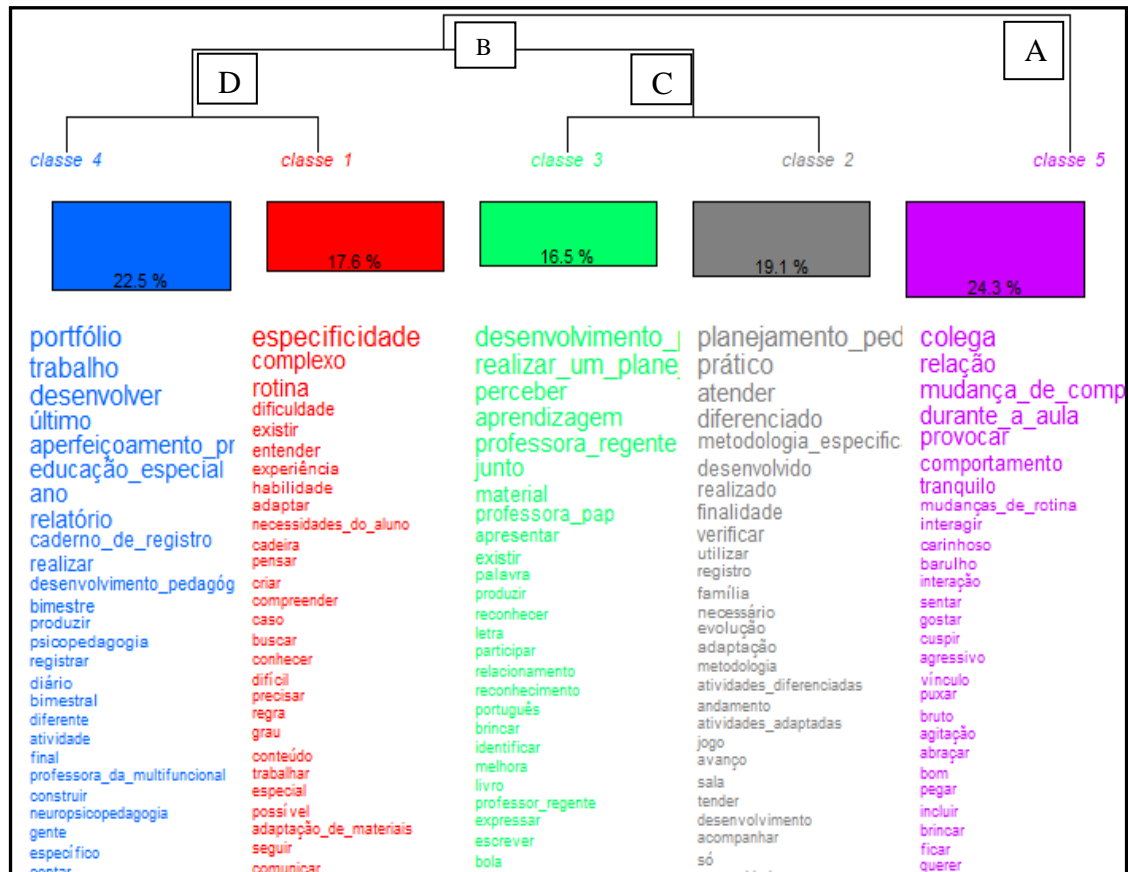 B
A
D
C
classe 4
classe 1
classe 3
classe 2
classe 5
22.5 %
17.6 %
16.5 %
19.1 %
24.3 %
portfólio
trabalho
desenvolver
último
aperfeiçoamento_pr
educação_especial
ano
relatório
caderno_de_registro
realizar
desenvolvimento_pedagóg
bimestre
produzir
psicopedagogia
registrar
diário
bimestral
diferente
atividade
final
professora_da_multifuncional
construir
neuropsicopedagogia
gente
específico
contar
especificidade
complexo
rotina
dificuldade
existir
entender
experiência
habilidade
adaptar
necessidades_do_aluno
cadeira
pensar
criar
compreender
caso
buscar
conhecer
difícil
precisar
regra
grau
conteúdo
trabalhar
especial
possível
adaptação_de_materiais
seguir
comunicar
desenvolvimento_
realizar_um_plane
perceber
aprendizagem
professora_regente
junto
material
professora_pap
apresentar
existir
palavra
produzir
reconhecer
letra
participar
relacionamento
reconhecimento
português
brincar
identificar
melhora
livro
professor_regente
expressar
escrever
bola
planejamento_ped
prático
atender
diferenciado
metodologia_especific
desenvolvido
realizado
finalidade
verificar
utilizar
registro
família
necessário
evolução
adaptação
metodologia
atividades_diferenciadas
andamento
atividades_adaptadas
jogo
avanço
sala
tender
desenvolvimento
acompanhar
só
colega
relação
mudança_de_comp
durante_a_aula
provocar
comportamento
tranquilo
mudanças_de_rotina
interagir
carinhoso
barulho
interação
sentar
gostar
cuspir
agressivo
vínculo
puxar
bruto
agitação
abraçar
bom
pegar
incluir
brincar
ficar
querer